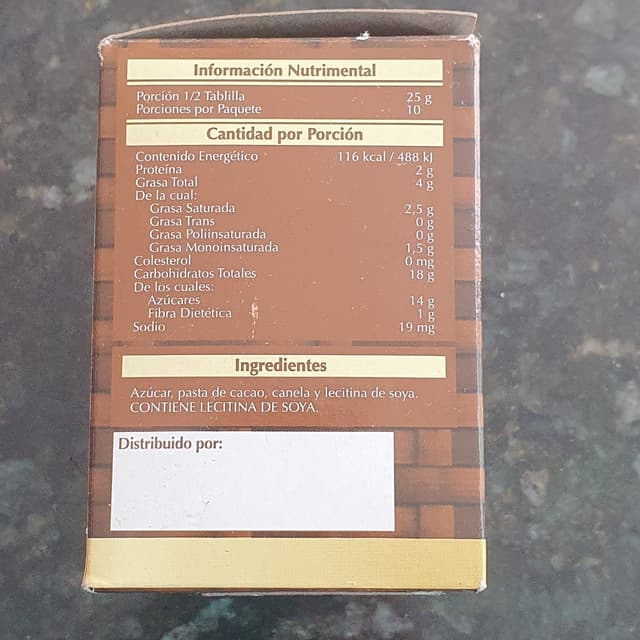 Información Nutrimental
Porción 1/2 Tablilla 25 g
Porciones por Paquete 10
Cantidad por Porción
Contenido Energético 116 kcal / 488 kJ
Proteína 2 g
Grasa Total 4 g
De la cual:
Grasa Saturada 2,5 g
Grasa Trans 0 g
Grasa Poliinsaturada 0 g
Grasa Monoinsaturada 1,5 g
Colesterol 0 mg
Carbohidratos Totales 18 g
De los cuales:
Azúcares 14 g
Fibra Dietética 1 g
Sodio 19 mg
Ingredientes
Azúcar, pasta de cacao, canela y lecitina de soya.
CONTIENE LECITINA DE SOYA.
Distribuido por: